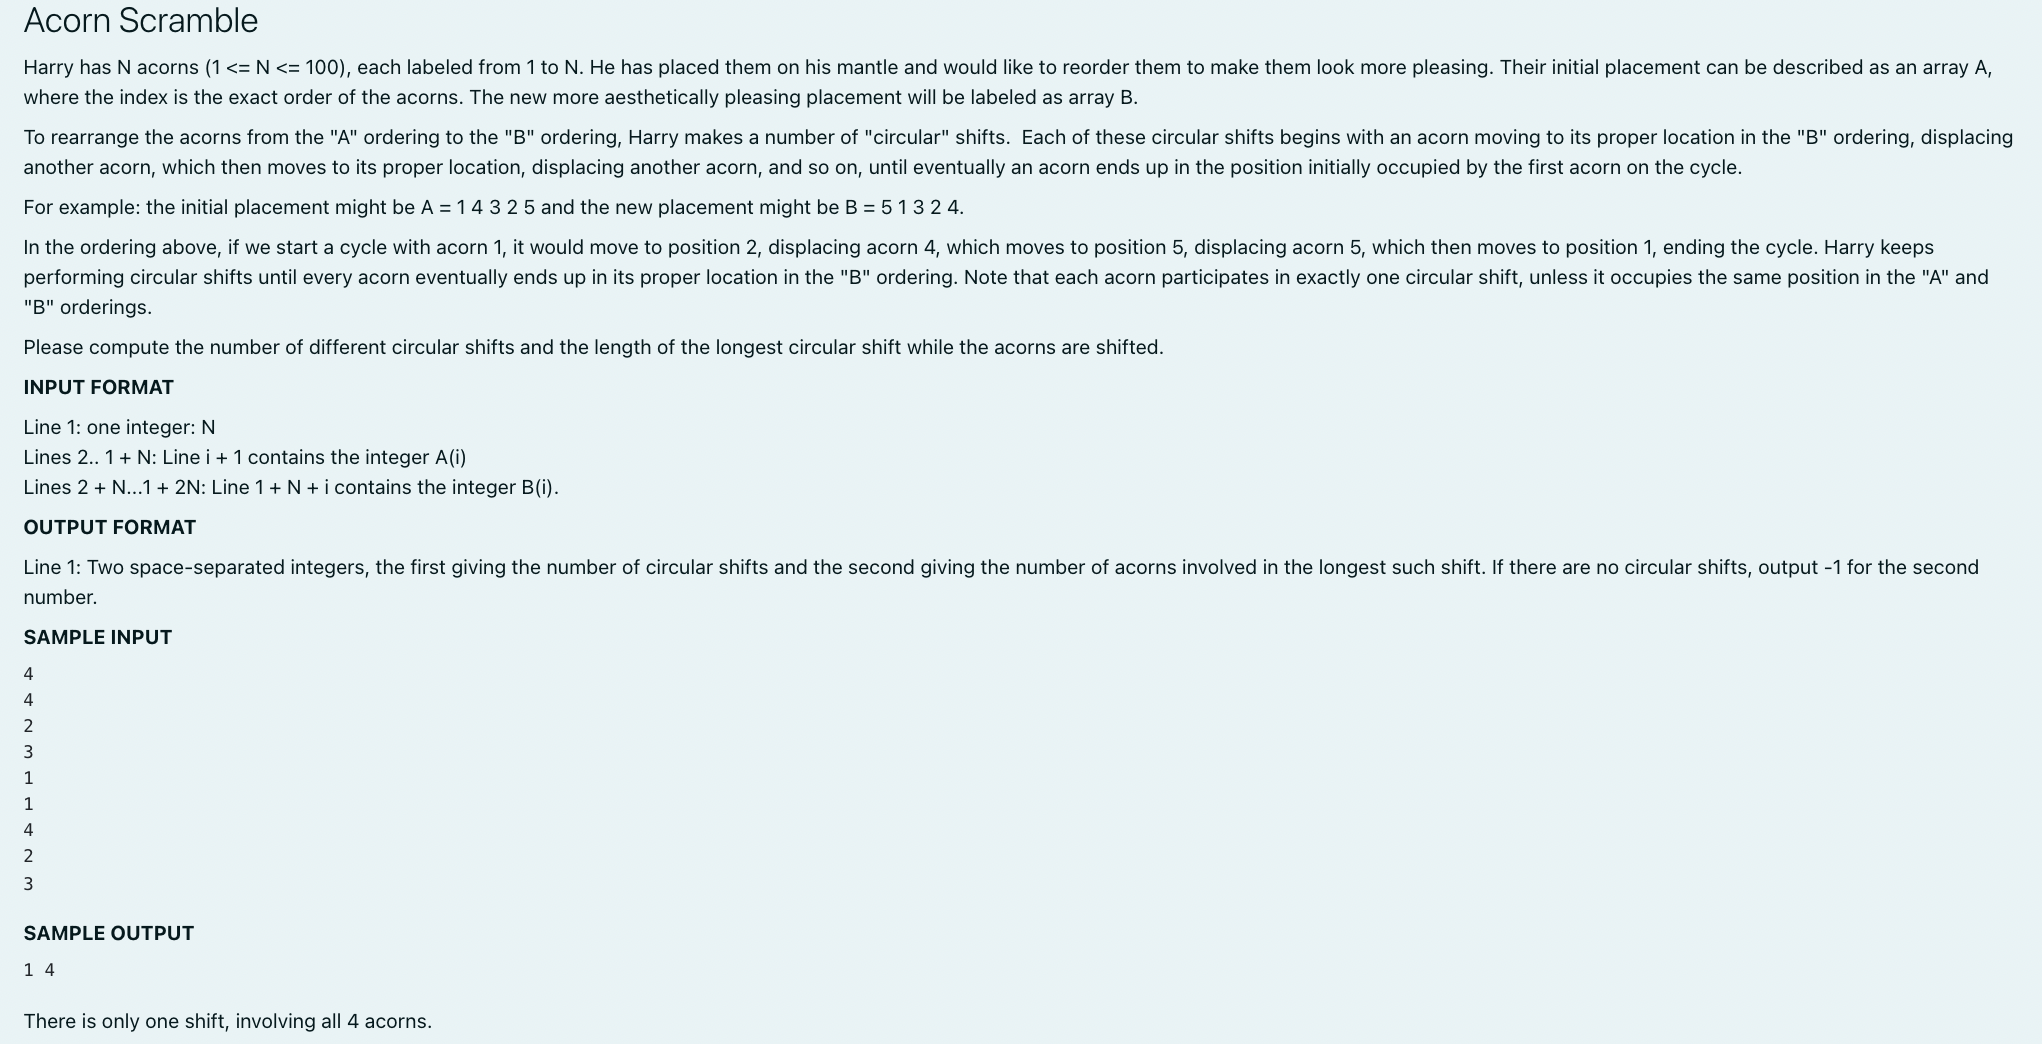 Acorn Scramble
Harry has N acorns (1 <= N <= 100), each labeled from 1 to N. He has placed them on his mantle and would like to reorder them to make them look more pleasing. Their initial placement can be described as an array A,
where the index is the exact order of the acorns. The new more aesthetically pleasing placement will be labeled as array B.
To rearrange the acorns from the "A" ordering to the "B" ordering, Harry makes a number of "circular" shifts.  Each of these circular shifts begins with an acorn moving to its proper location in the "B" ordering, displacing
another acorn, which then moves to its proper location, displacing another acorn, and so on, until eventually an acorn ends up in the position initially occupied by the first acorn on the cycle.
For example: the initial placement might be A = 1 4 3 2 5 and the new placement might be B = 5 1 3 2 4.
In the ordering above, if we start a cycle with acorn 1, it would move to position 2, displacing acorn 4, which moves to position 5, displacing acorn 5, which then moves to position 1, ending the cycle. Harry keeps
performing circular shifts until every acorn eventually ends up in its proper location in the "B" ordering. Note that each acorn participates in exactly one circular shift, unless it occupies the same position in the "A" and
"B" orderings.
Please compute the number of different circular shifts and the length of the longest circular shift while the acorns are shifted.
INPUT FORMAT
Line 1: one integer: N
Lines 2.. 1 + N: Line i + 1 contains the integer A(i)
Lines 2 + N...1 + 2N: Line 1 + N + i contains the integer B(i).
OUTPUT FORMAT
Line 1: Two space-separated integers, the first giving the number of circular shifts and the second giving the number of acorns involved in the longest such shift. If there are no circular shifts, output -1 for the second
number.
SAMPLE INPUT
4
4
2
3
1
1
4
2
3
SAMPLE OUTPUT
1 4
There is only one shift, involving all 4 acorns.